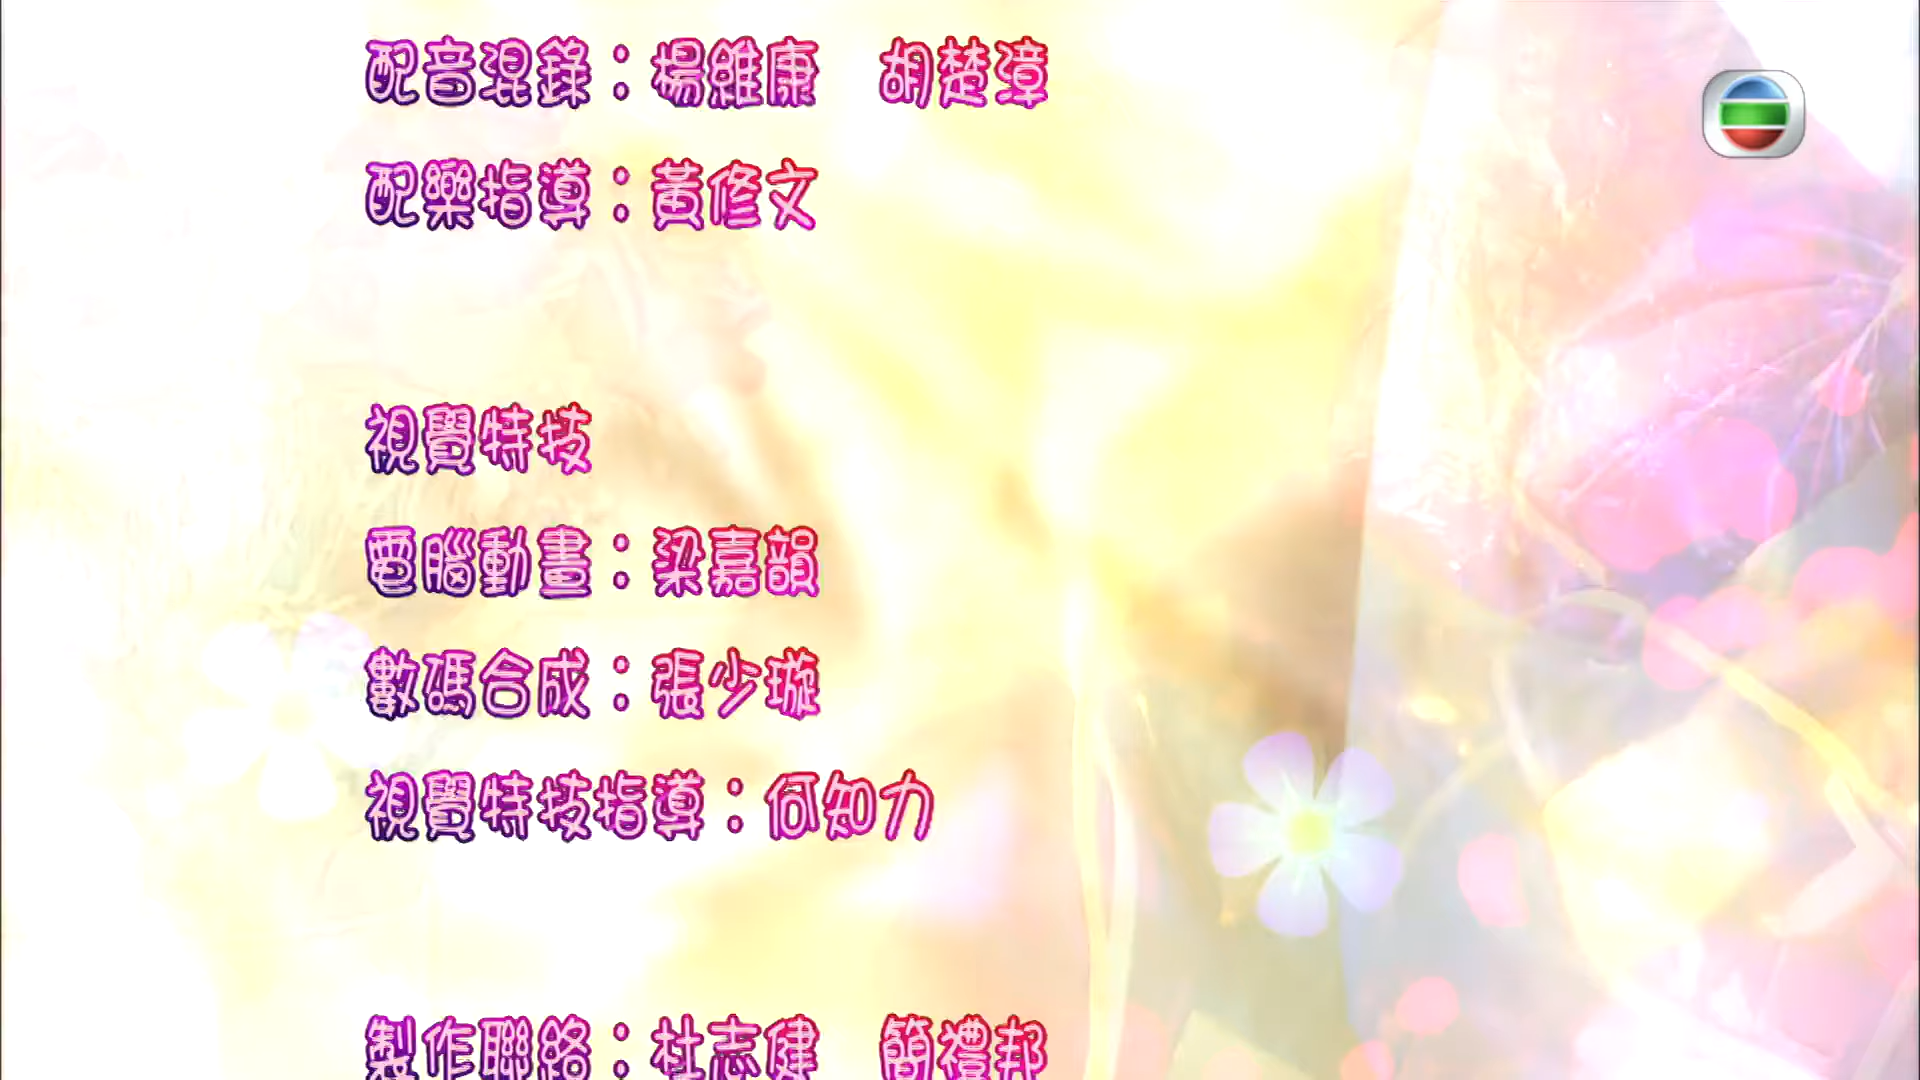 配音混錄：楊維康　胡楚漳
配樂指導：黃修文
視覺特技
電腦動畫：梁嘉韻
數碼合成：張少璇
視覺特技指導：何知力
製作聯絡：杜志健　簡禮邦